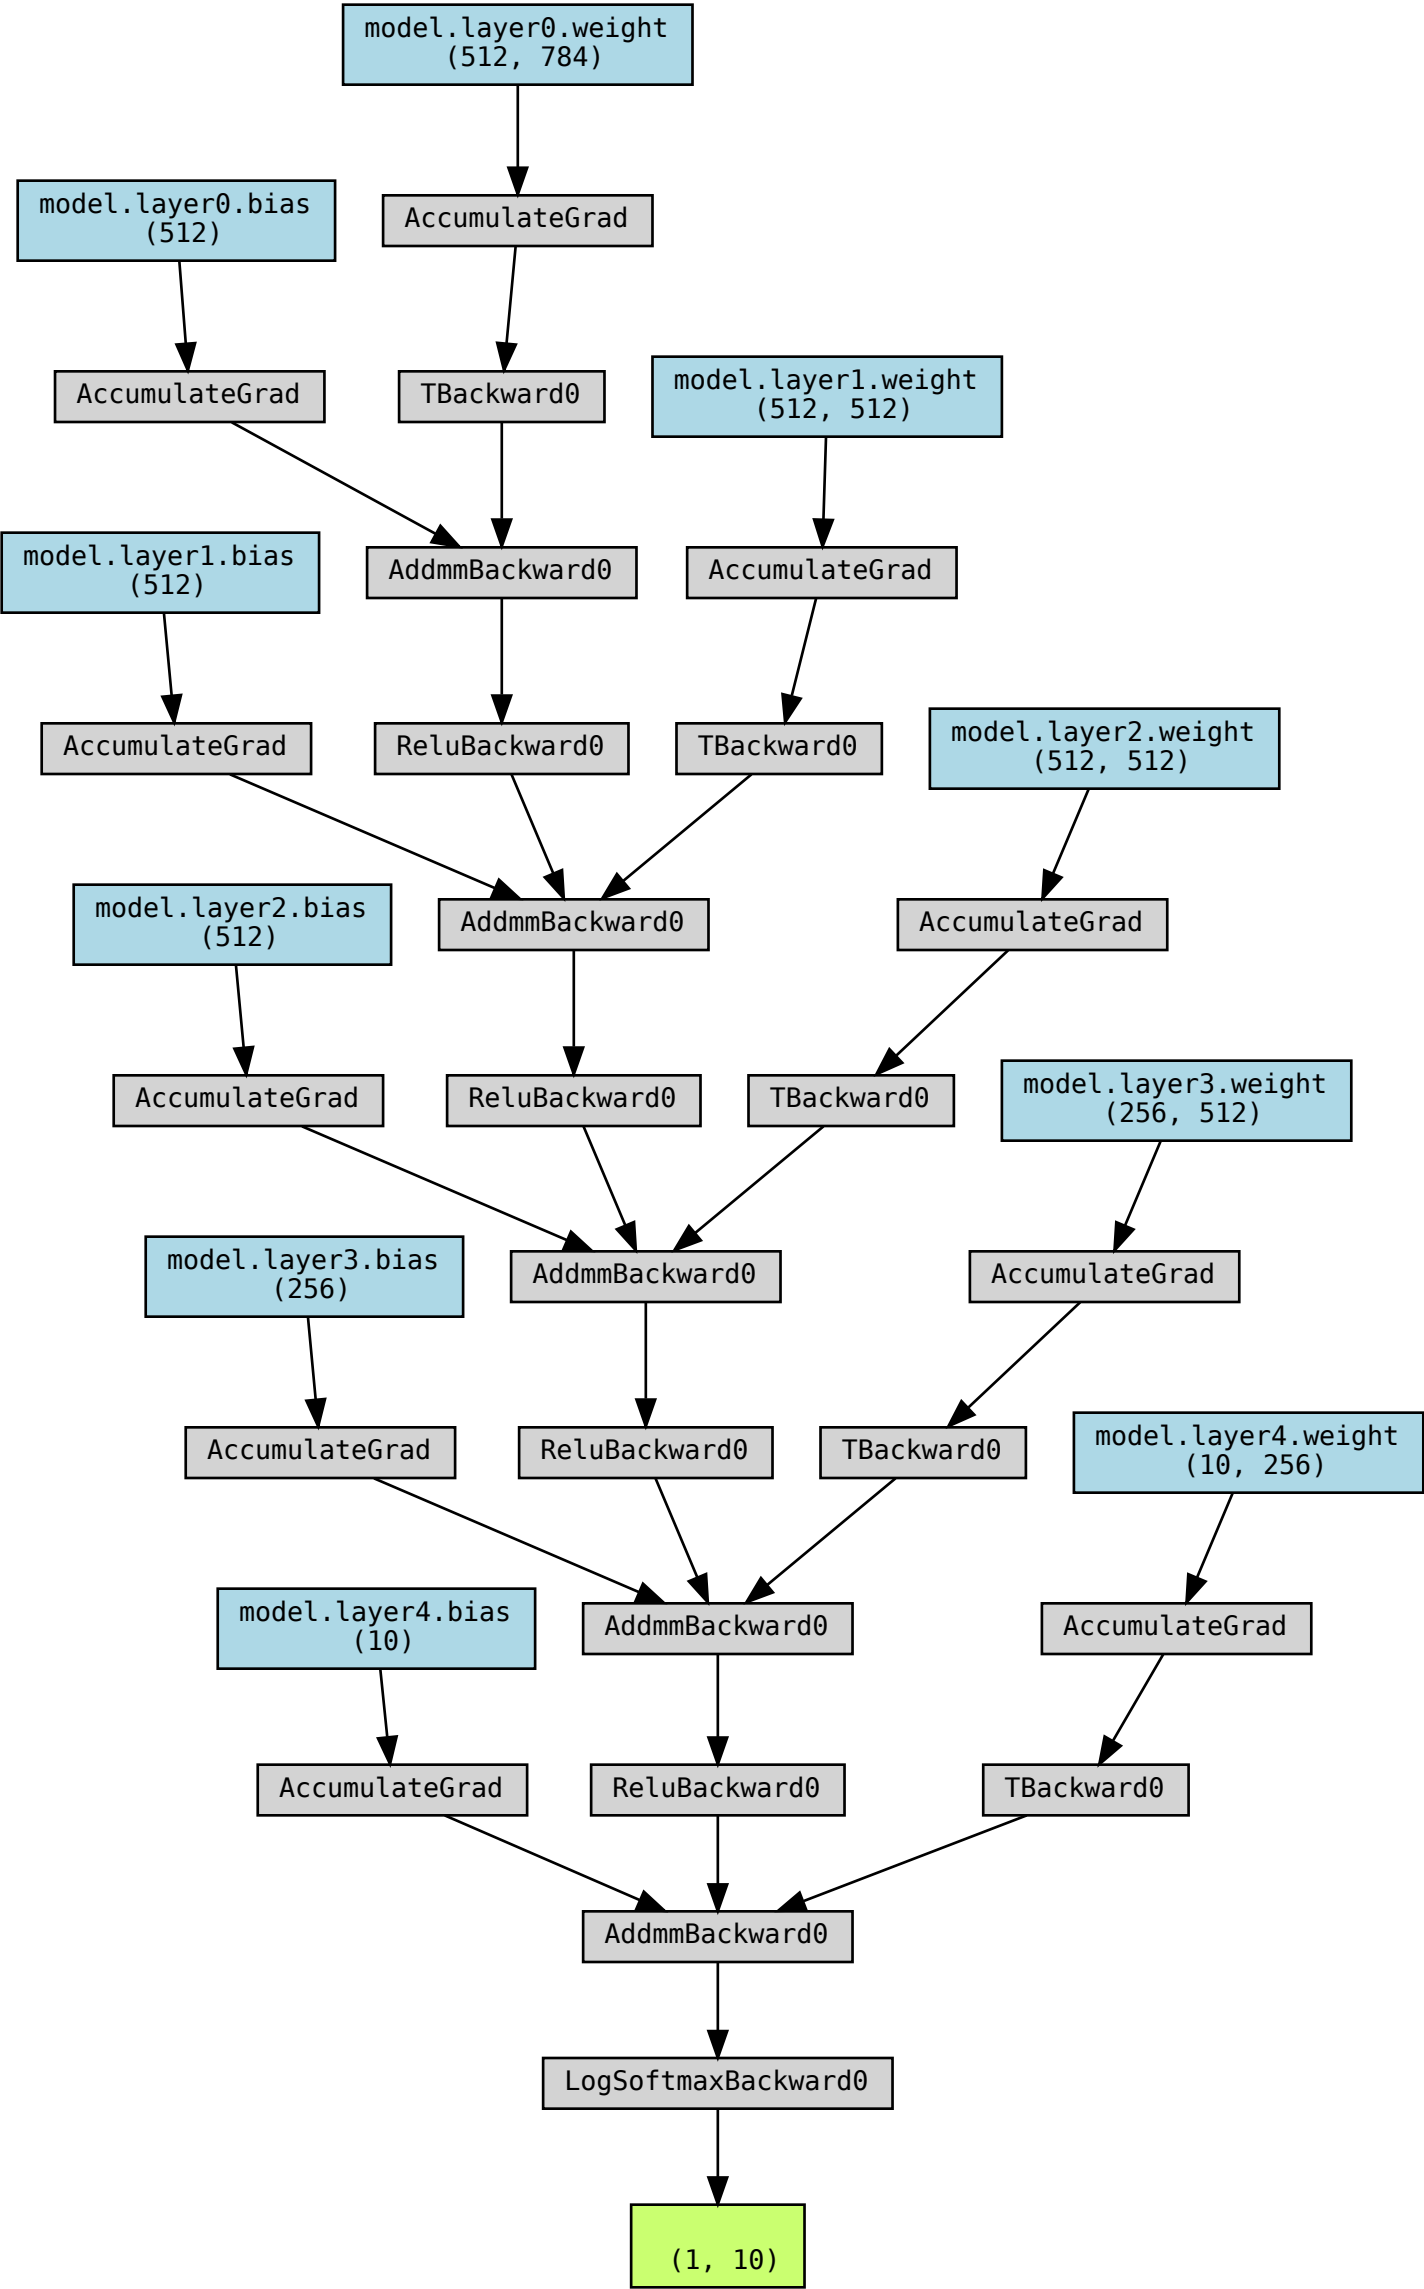 model.layer0.weight
(512, 784)
model.layer0.bias
(512)
AccumulateGrad
AccumulateGrad
TBackward0
model.layer1.weight
(512, 512)
model.layer1.bias
(512)
AddmmBackward0
AccumulateGrad
AccumulateGrad
ReluBackward0
TBackward0
model.layer2.weight
(512, 512)
model.layer2.bias
(512)
AddmmBackward0
AccumulateGrad
AccumulateGrad
ReluBackward0
TBackward0
model.layer3.weight
(256, 512)
model.layer3.bias
(256)
AddmmBackward0
AccumulateGrad
AccumulateGrad
ReluBackward0
TBackward0
model.layer4.weight
(10, 256)
model.layer4.bias
(10)
AddmmBackward0
AccumulateGrad
AccumulateGrad
ReluBackward0
TBackward0
AddmmBackward0
LogSoftmaxBackward0
(1, 10)